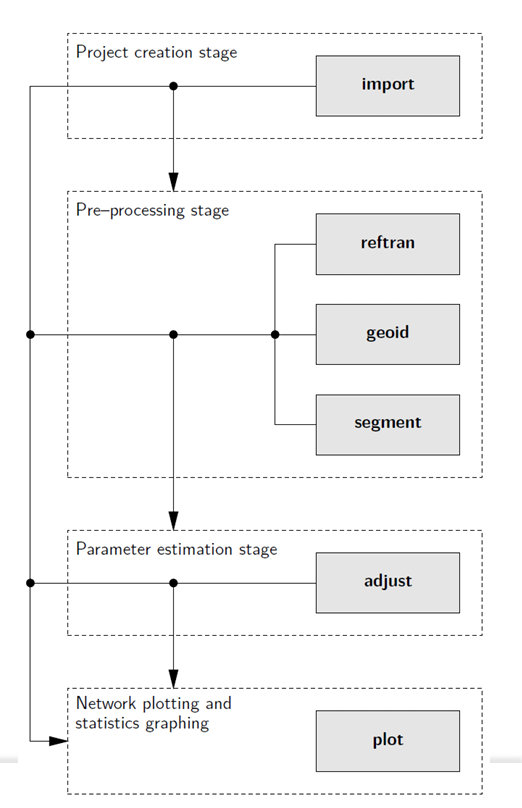 Project creation stage
import
Pre–processing stage
reftran
geoid
segment
Parameter estimation stage
adjust
Network plotting and
statistics graphing
plot